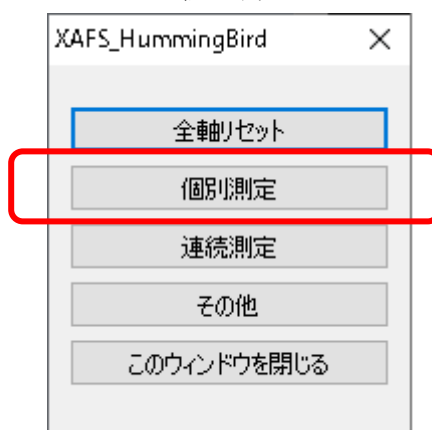 XAFS_HummingBird
全軸リセット
個別測定
連続測定
その他
このウィンドウを閉じる